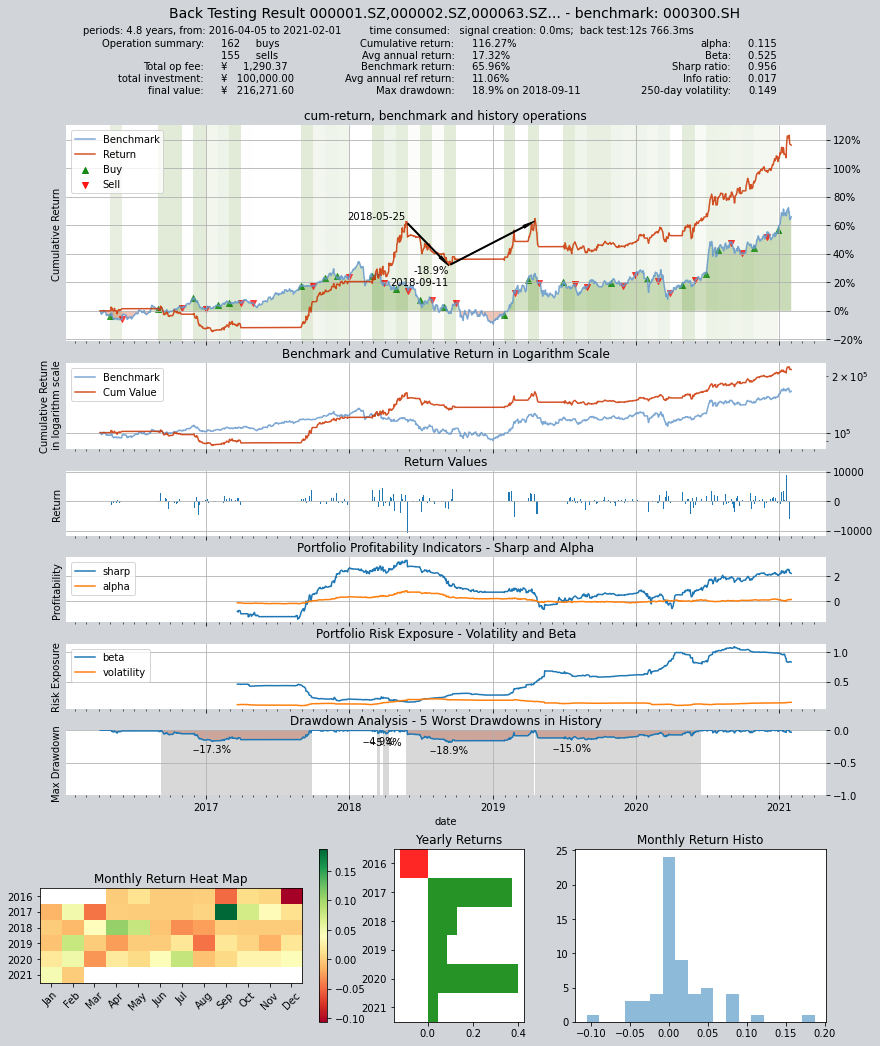 Back Testing Result 000001.SZ,000002.SZ,000063.SZ... - benchmark: 000300.SH
periods: 4.8 years, from: 2016-04-05 to 2021-02-01 time consumed: signal creation: 0.0ms; back test:12s 766.3ms
Operation summary: 162 buys Cumulative return: 116.27% alpha: 0.115
155 sells Avg annual return: 17.32% Beta: 0.525
Total op fee: ¥ 1,290.37 Benchmark return: 65.96% Sharp ratio: 0.956
total investment: ¥ 100,000.00 Avg annual ref return: 11.06% Info ratio: 0.017
final value: ¥ 216,271.60 Max drawdown: 18.9% on 2018-09-11 250-day volatility: 0.149
cum-return, benchmark and history operations
Cumulative Return
Benchmark
Return
Buy
Sell
2018-05-25
-18.9%
2018-09-11
120%
100%
80%
60%
40%
20%
0%
−20%
Benchmark and Cumulative Return in Logarithm Scale
Cumulative Return
in logarithm scale
Benchmark
Cum Value
2 × 10⁵
10⁵
Return Values
Return
10000
0
−10000
Portfolio Profitability Indicators - Sharp and Alpha
Profitability
sharp
alpha
2
0
Portfolio Risk Exposure - Volatility and Beta
Risk Exposure
beta
volatility
1.0
0.5
Drawdown Analysis - 5 Worst Drawdowns in History
Max Drawdown
−17.3%
−18.9%
−15.0%
0.0
−0.5
−1.0
2017 2018 2019 2020 2021
date
Monthly Return Heat Map
2016
2017
2018
2019
2020
2021
Jan Feb Mar Apr May Jun Jul Aug Sep Oct Nov Dec
0.15
0.10
0.05
0.00
−0.05
−0.10
Yearly Returns
2016
2017
2018
2019
2020
2021
0.0 0.2 0.4
Monthly Return Histo
25
20
15
10
5
0
−0.10 −0.05 0.00 0.05 0.10 0.15 0.20